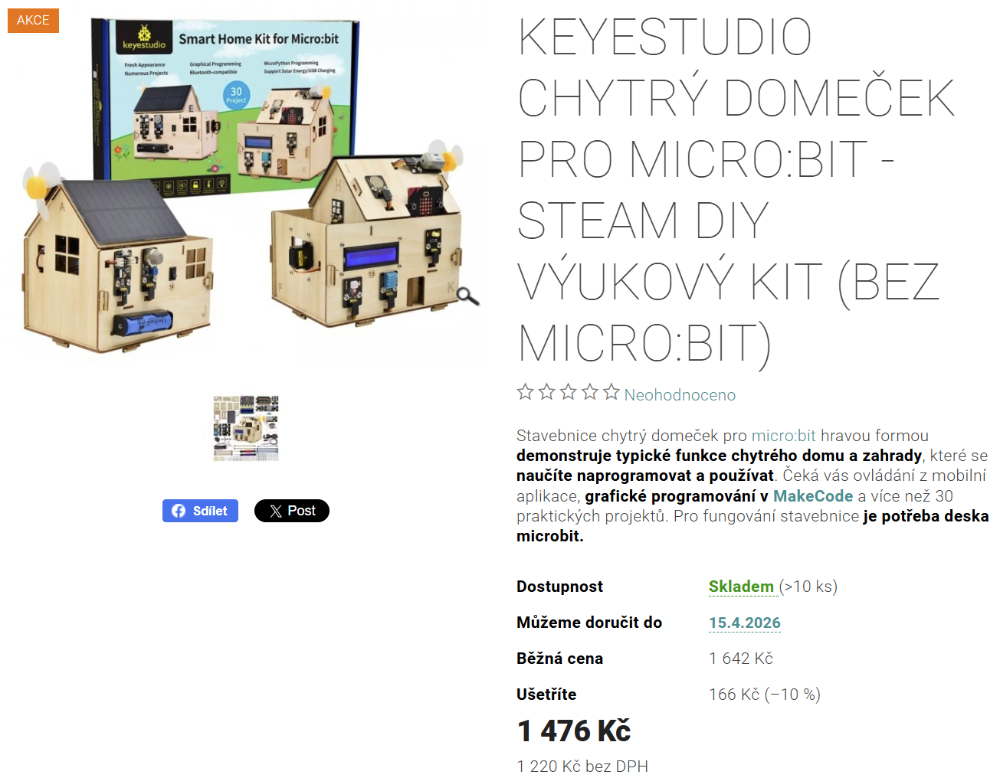 AKCE
keyestudio
Smart Home Kit for Micro:bit
Fresh Appearance
Graphical Programming
MicroPython Programming
Numerous Projects
Bluetooth-compatible
Support Solar Energy/USB Charging
30
Project
KEYESTUDIO
CHYTRÝ DOMEČEK
PRO MICRO:BIT -
STEAM DIY
VÝUKOVÝ KIT (BEZ
MICRO:BIT)
Neohodnoceno
Stavebnice chytrý domeček pro micro:bit hravou formou
demonstruje typické funkce chytrého domu a zahrady, které se
naučíte naprogramovat a používat. Čeká vás ovládání z mobilní
aplikace, grafické programování v MakeCode a více než 30
praktických projektů. Pro fungování stavebnice je potřeba deska
microbit.
Sdílet
Post
Dostupnost Skladem (>10 ks)
Můžeme doručit do 15.4.2026
Běžná cena 1 642 Kč
Ušetříte 166 Kč (–10 %)
1 476 Kč
1 220 Kč bez DPH